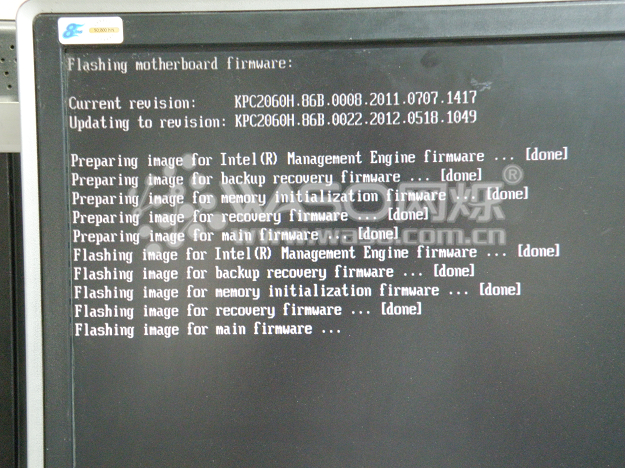 Flashing motherboard firmware:
Current revision: KPC2060H.86B.0008.2011.0707.1417
Updating to revision: KPC2060H.86B.0022.2012.0518.1049
Preparing image for Intel(R) Management Engine firmware ... [done]
Preparing image for backup recovery firmware ... [done]
Preparing image for memory initialization firmware ... [done]
Preparing image for recovery firmware ... [done]
Preparing image for main firmware ... [done]
Flashing image for Intel(R) Management Engine firmware ... [done]
Flashing image for backup recovery firmware ... [done]
Flashing image for memory initialization firmware ... [done]
Flashing image for recovery firmware ... [done]
Flashing image for main firmware ...